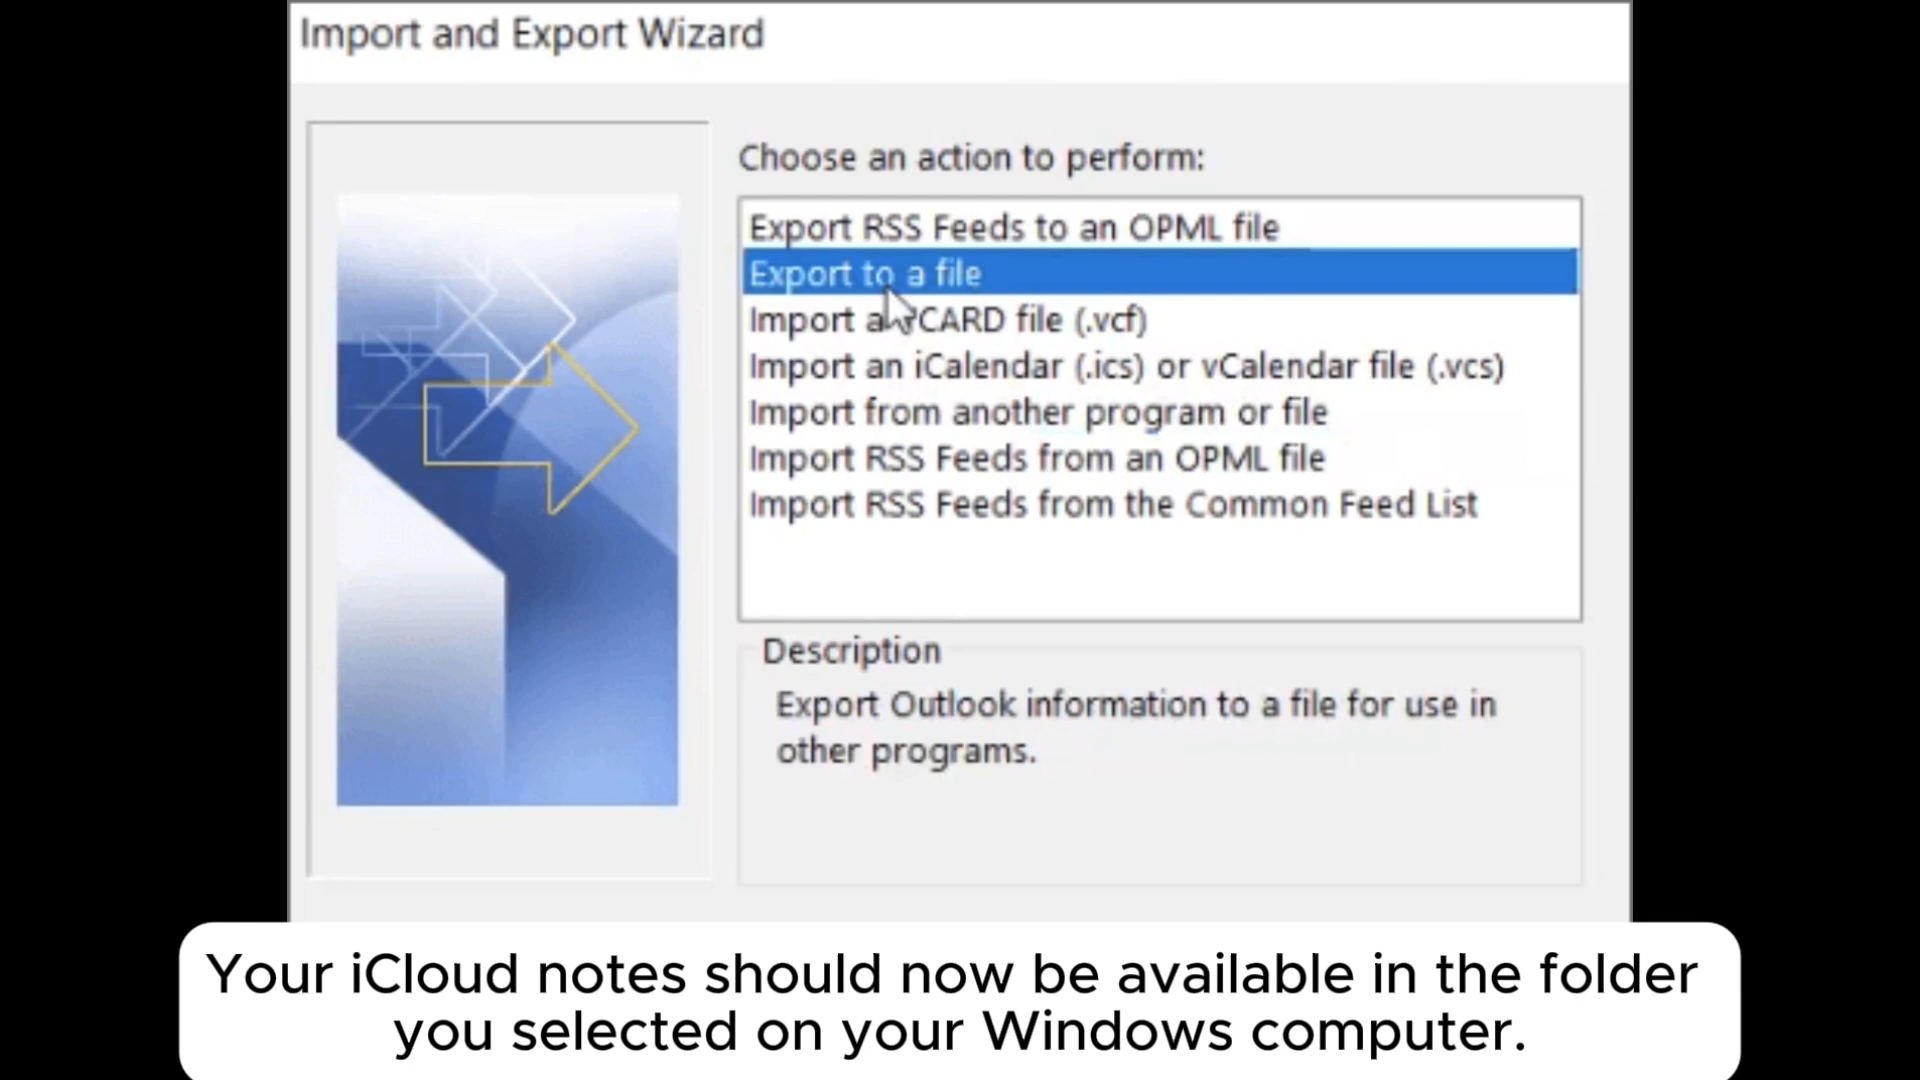 Import and Export Wizard
Choose an action to perform:
Export RSS Feeds to an OPML file
Export to a file
Import a VCARD file (.vcf)
Import an iCalendar (.ics) or vCalendar file (.vcs)
Import from another program or file
Import RSS Feeds from an OPML file
Import RSS Feeds from the Common Feed List
Description
Export Outlook information to a file for use in
other programs.
Your iCloud notes should now be available in the folder
you selected on your Windows computer.